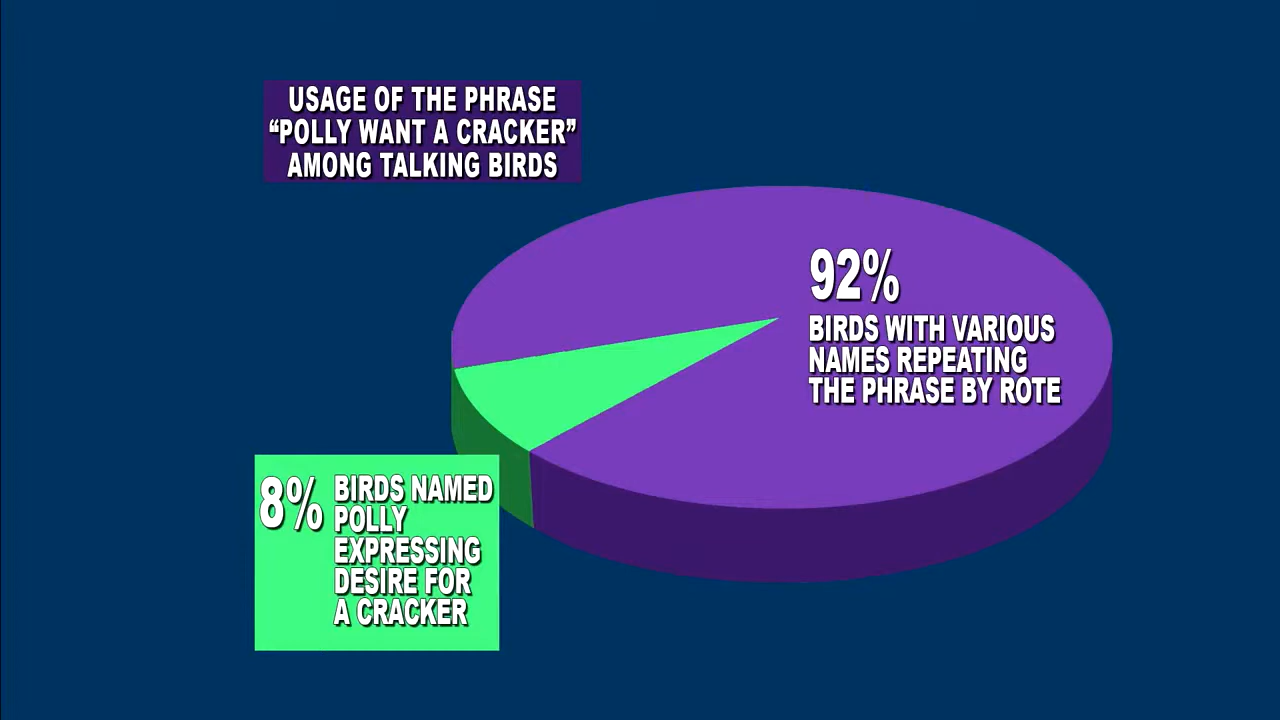 USAGE OF THE PHRASE
“POLLY WANT A CRACKER”
AMONG TALKING BIRDS
92%
BIRDS WITH VARIOUS
NAMES REPEATING
THE PHRASE BY ROTE
8%
BIRDS NAMED
POLLY
EXPRESSING
DESIRE FOR
A CRACKER